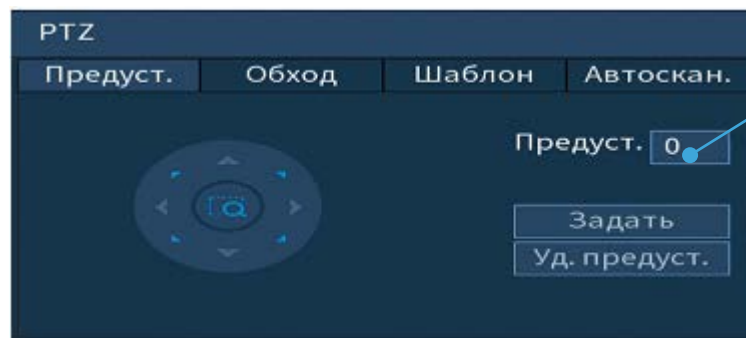 PTZ
Предуст. Обход Шаблон Автоскан.
Предуст. 0
Задать
Уд. предуст.